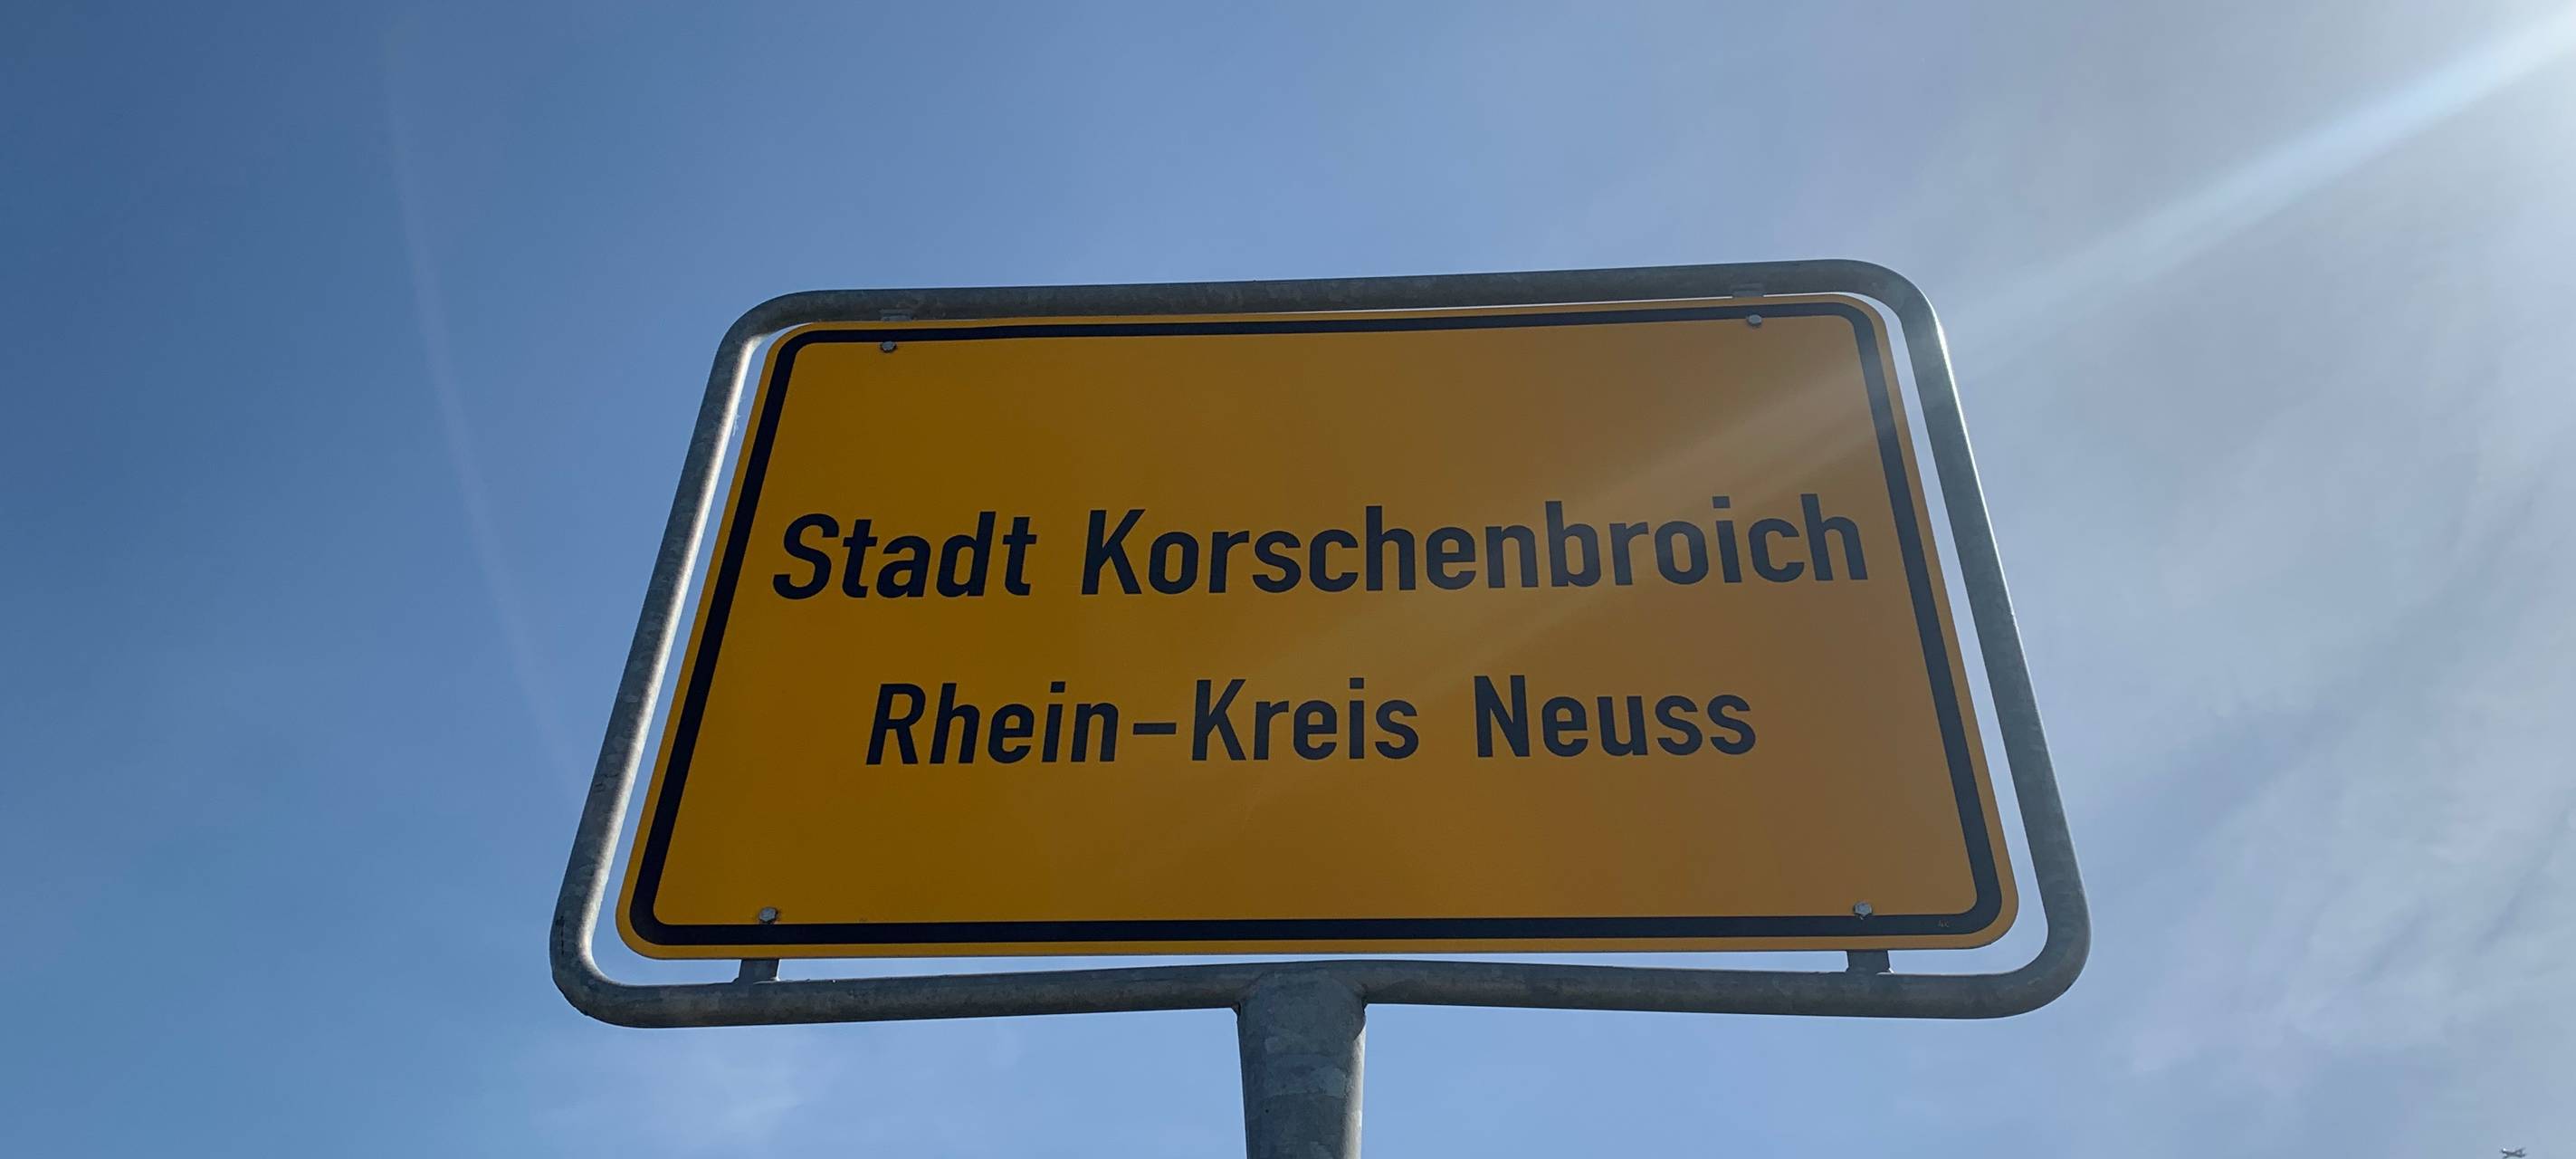 Stadt Korschenbroich
Rhein-Kreis Neuss